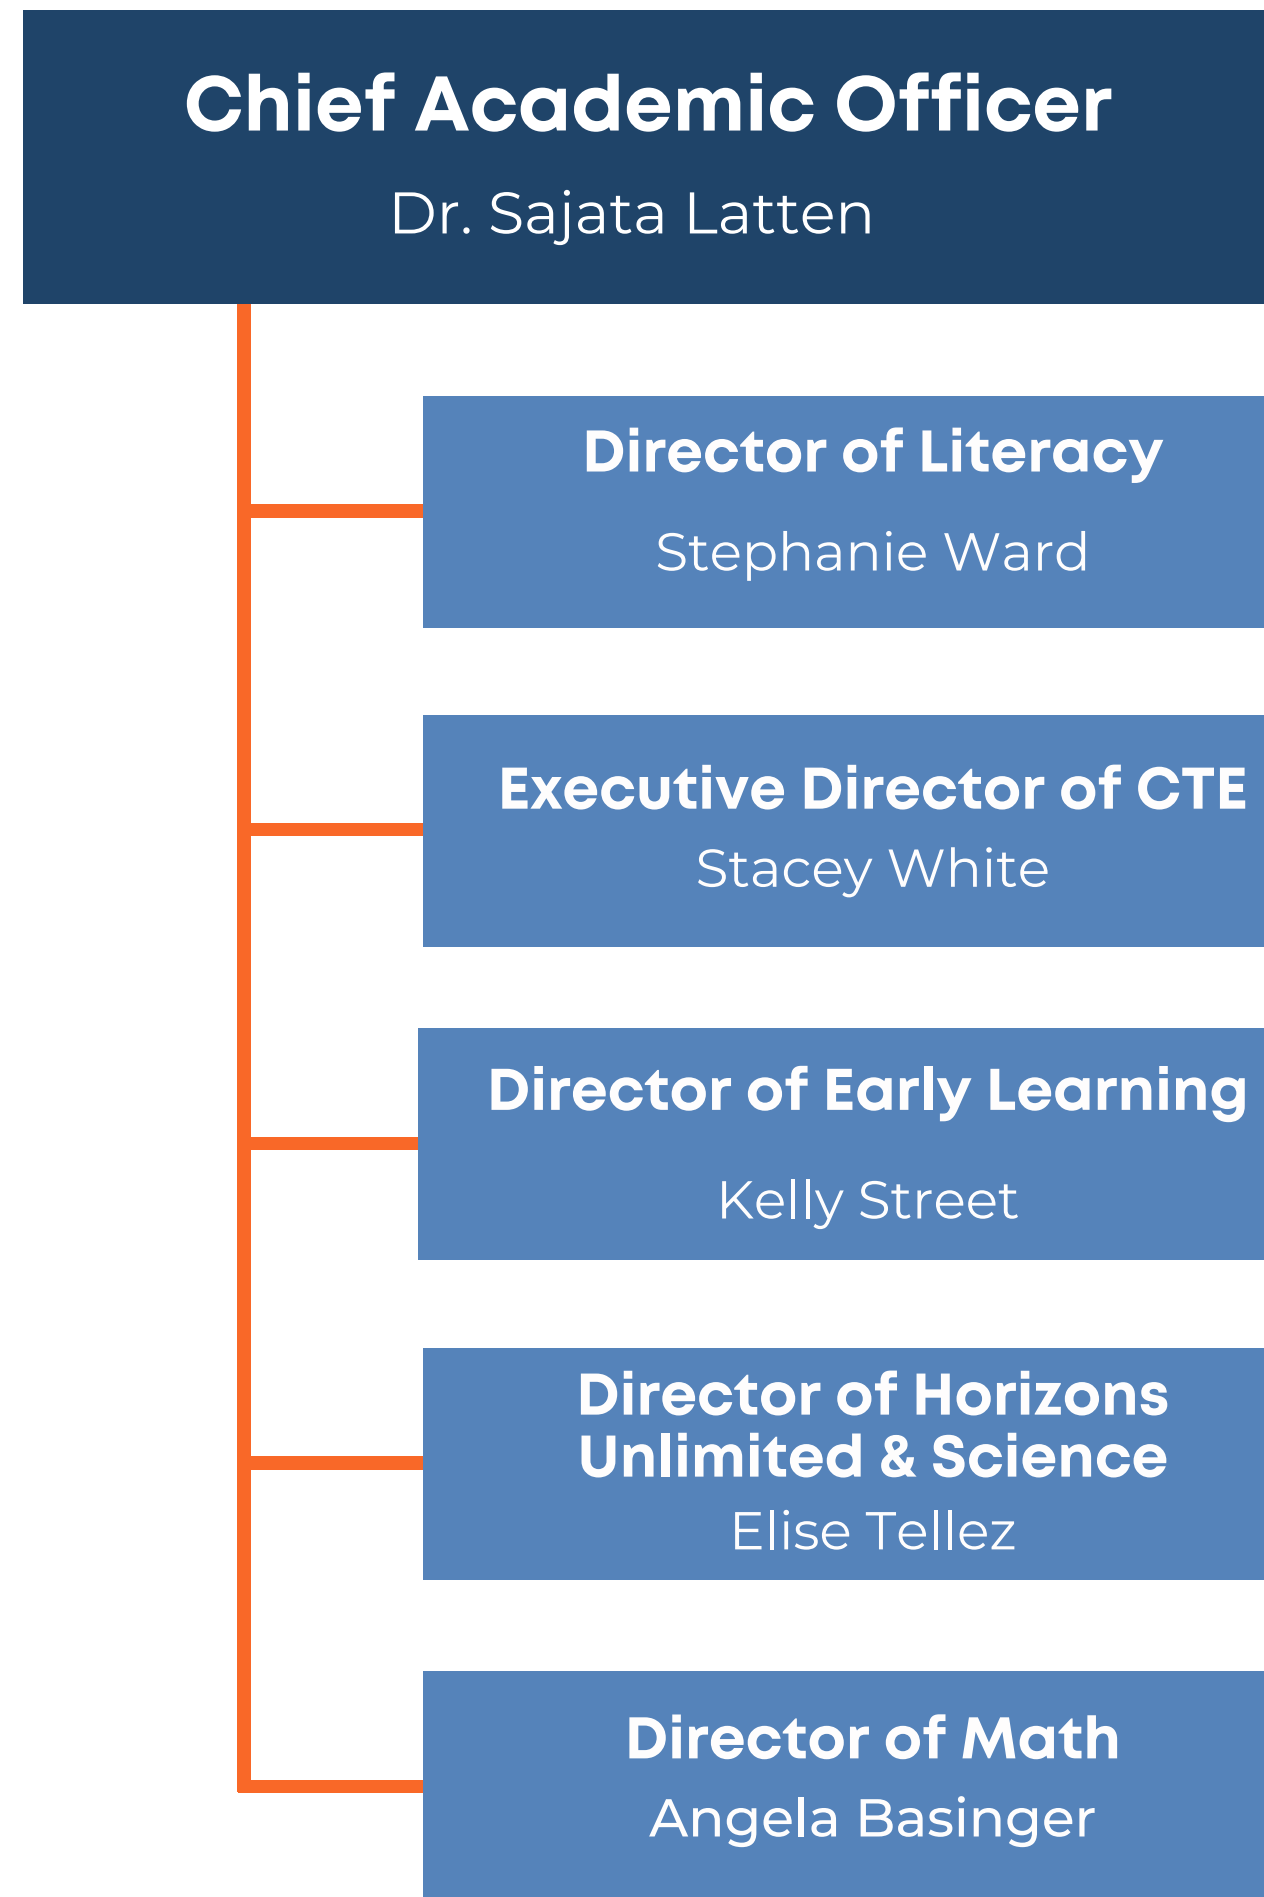 Chief Academic Officer
Dr. Sajata Latten
Director of Literacy
Stephanie Ward
Executive Director of CTE
Stacey White
Director of Early Learning
Kelly Street
Director of Horizons
Unlimited & Science
Elise Tellez
Director of Math
Angela Basinger